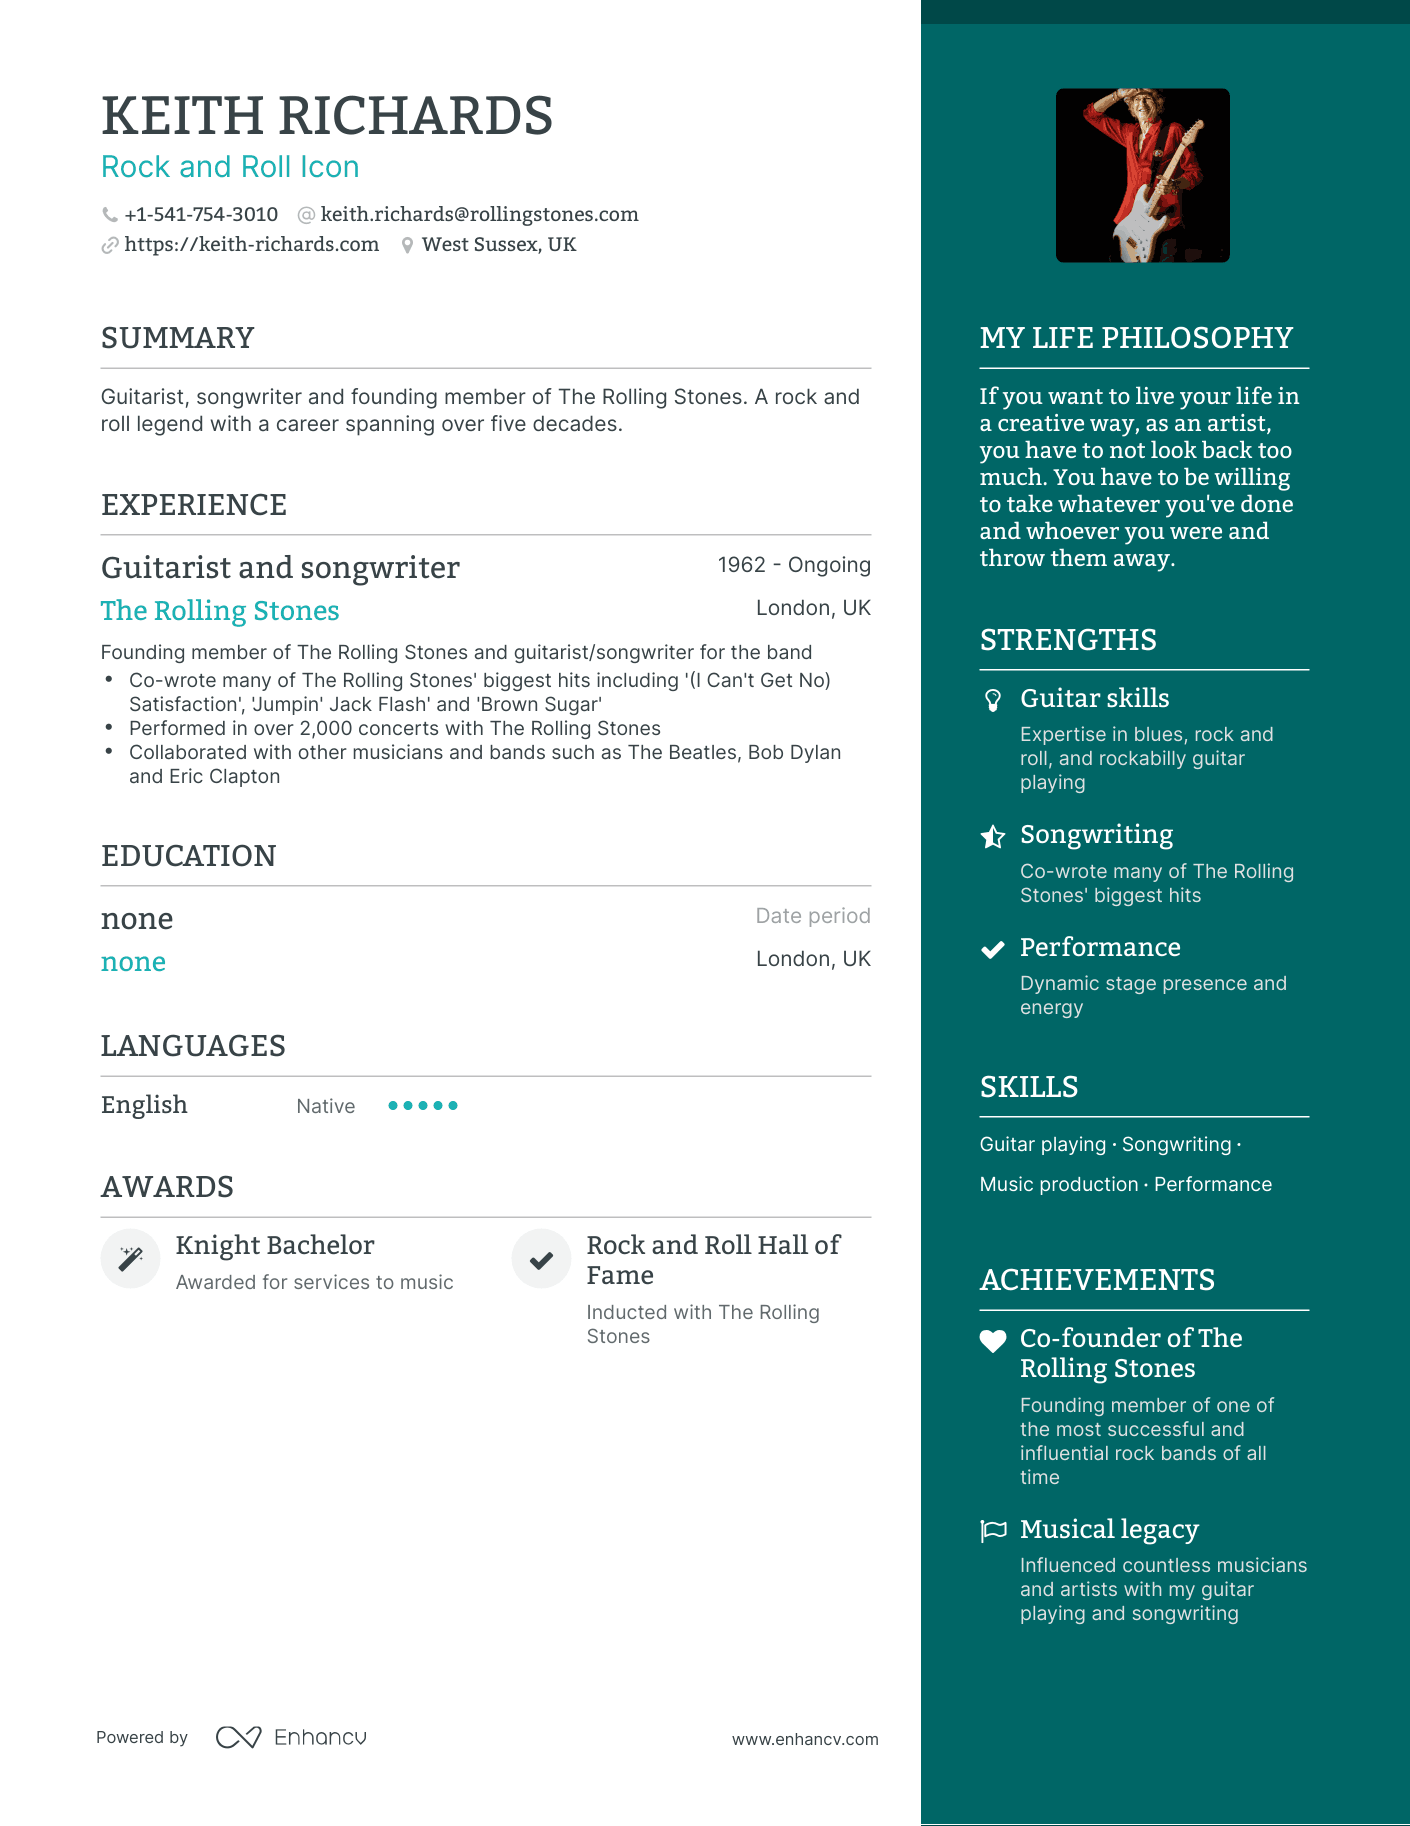 KEITH RICHARDS
Rock and Roll Icon
+1-541-754-3010 keith.richards@rollingstones.com
https://keith-richards.com West Sussex, UK
SUMMARY
Guitarist, songwriter and founding member of The Rolling Stones. A rock and
roll legend with a career spanning over five decades.
EXPERIENCE
Guitarist and songwriter 1962 - Ongoing
The Rolling Stones London, UK
Founding member of The Rolling Stones and guitarist/songwriter for the band
• Co-wrote many of The Rolling Stones' biggest hits including '(I Can't Get No)
Satisfaction', 'Jumpin' Jack Flash' and 'Brown Sugar'
• Performed in over 2,000 concerts with The Rolling Stones
• Collaborated with other musicians and bands such as The Beatles, Bob Dylan
and Eric Clapton
EDUCATION
none Date period
none London, UK
LANGUAGES
English Native
AWARDS
Knight Bachelor
Awarded for services to music
Rock and Roll Hall of
Fame
Inducted with The Rolling
Stones
MY LIFE PHILOSOPHY
If you want to live your life in
a creative way, as an artist,
you have to not look back too
much. You have to be willing
to take whatever you've done
and whoever you were and
throw them away.
STRENGTHS
Guitar skills
Expertise in blues, rock and
roll, and rockabilly guitar
playing
Songwriting
Co-wrote many of The Rolling
Stones' biggest hits
Performance
Dynamic stage presence and
energy
SKILLS
Guitar playing · Songwriting ·
Music production · Performance
ACHIEVEMENTS
Co-founder of The
Rolling Stones
Founding member of one of
the most successful and
influential rock bands of all
time
Musical legacy
Influenced countless musicians
and artists with my guitar
playing and songwriting
Powered by Enhancv www.enhancv.com